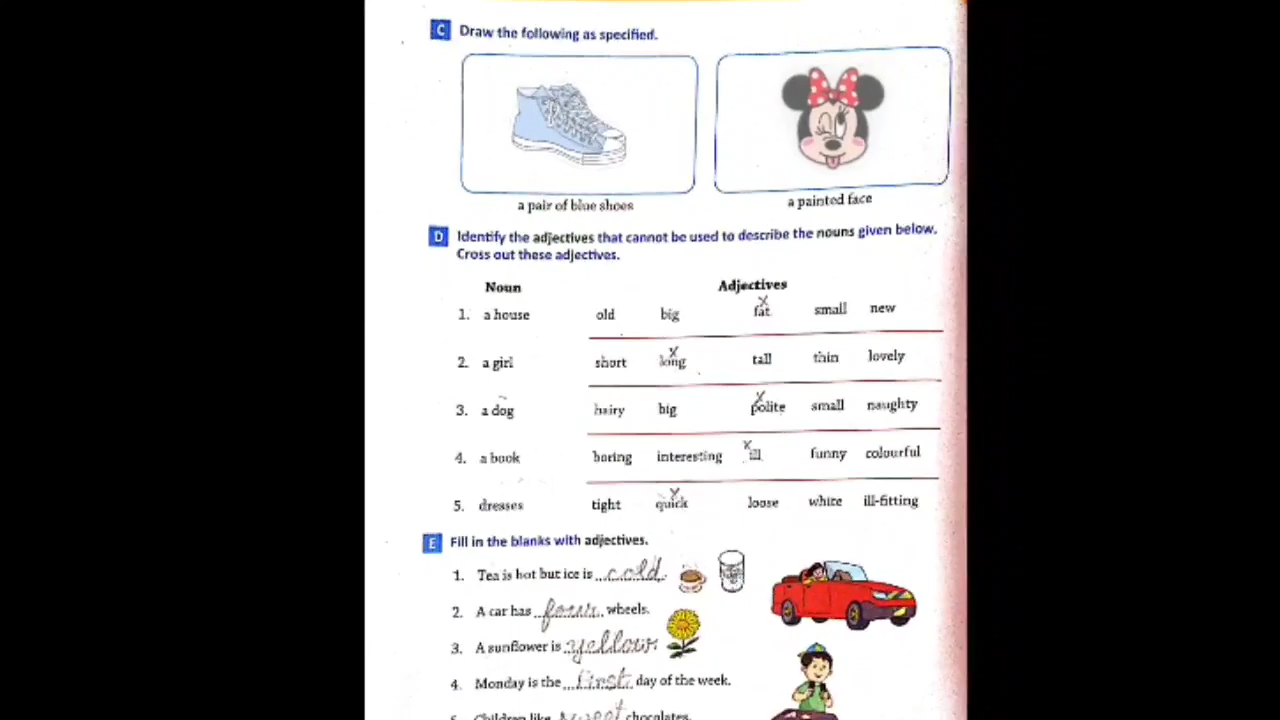 C Draw the following as specified.
a pair of blue shoes
a painted face
D Identify the adjectives that cannot be used to describe the nouns given below.
Cross out these adjectives.
Noun Adjectives
1. a house old big fat small new
2. a girl short long tall thin lovely
3. a dog hairy big polite small naughty
4. a book boring interesting ill funny colourful
5. dresses tight quick loose white ill-fitting
E Fill in the blanks with adjectives.
1. Tea is hot but ice is cold.
2. A car has four wheels.
3. A sunflower is yellow.
4. Monday is the first day of the week.
5. Children like sweet chocolates.